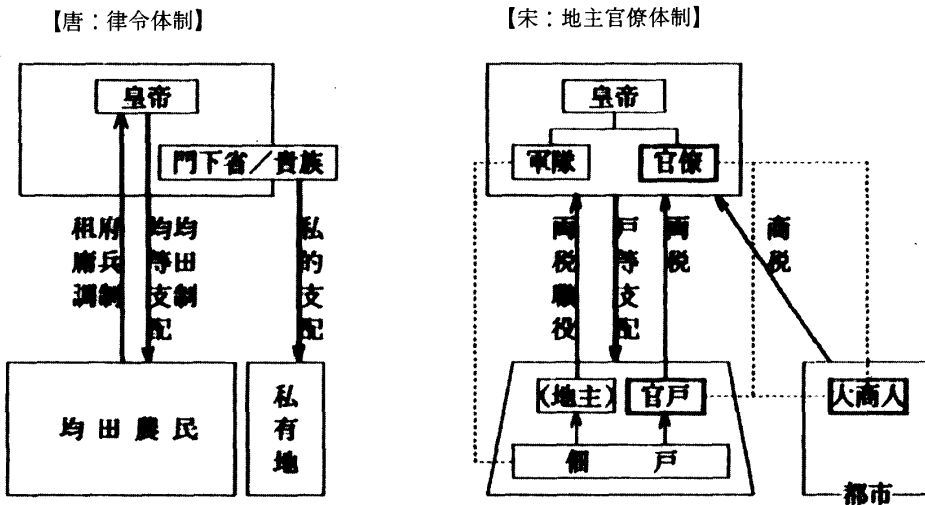 【唐:律令体制】
皇帝
門下省/貴族
府兵制
租庸調
均田制
均等支配
私的支配
均田農民
私有地
【宋:地主官僚体制】
皇帝
軍隊
官僚
両税職役
戸等支配
両税
商税
(地主)
官戸
佃戸
大商人
都市